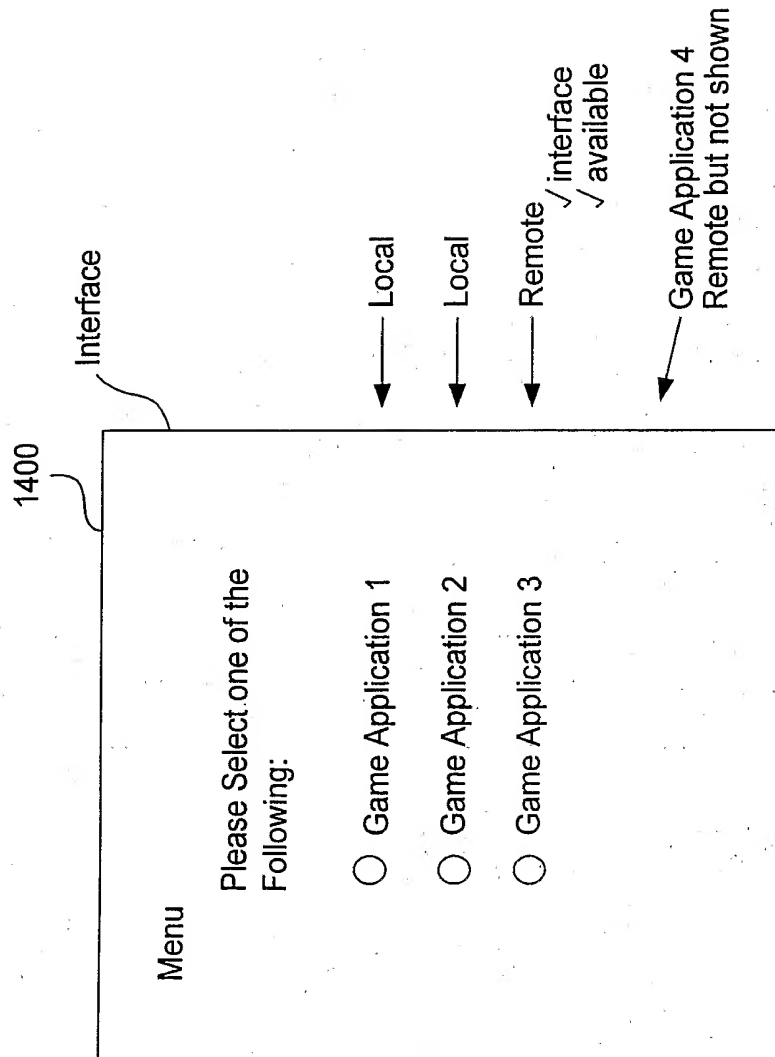 1400
Interface
Menu
Please Select one of the
Following:
Game Application 1
Local
Game Application 2
Local
Game Application 3
Remote
√ interface
√ available
Game Application 4
Remote but not shown